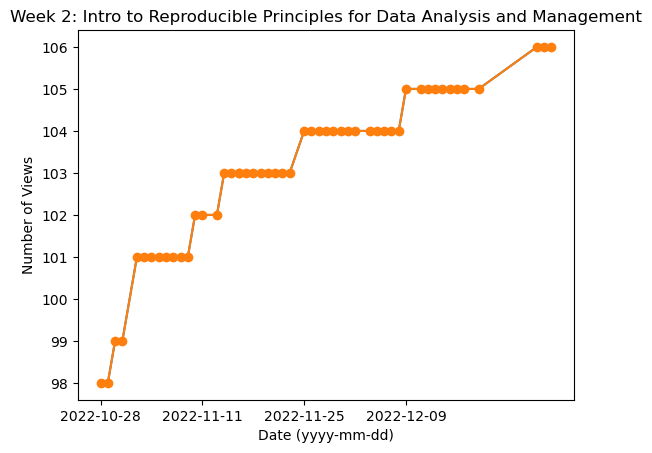 Week 2: Intro to Reproducible Principles for Data Analysis and Management
106
105
104
103
102
101
100
99
98
Number of Views
2022-10-28 2022-11-11 2022-11-25 2022-12-09
Date (yyyy-mm-dd)